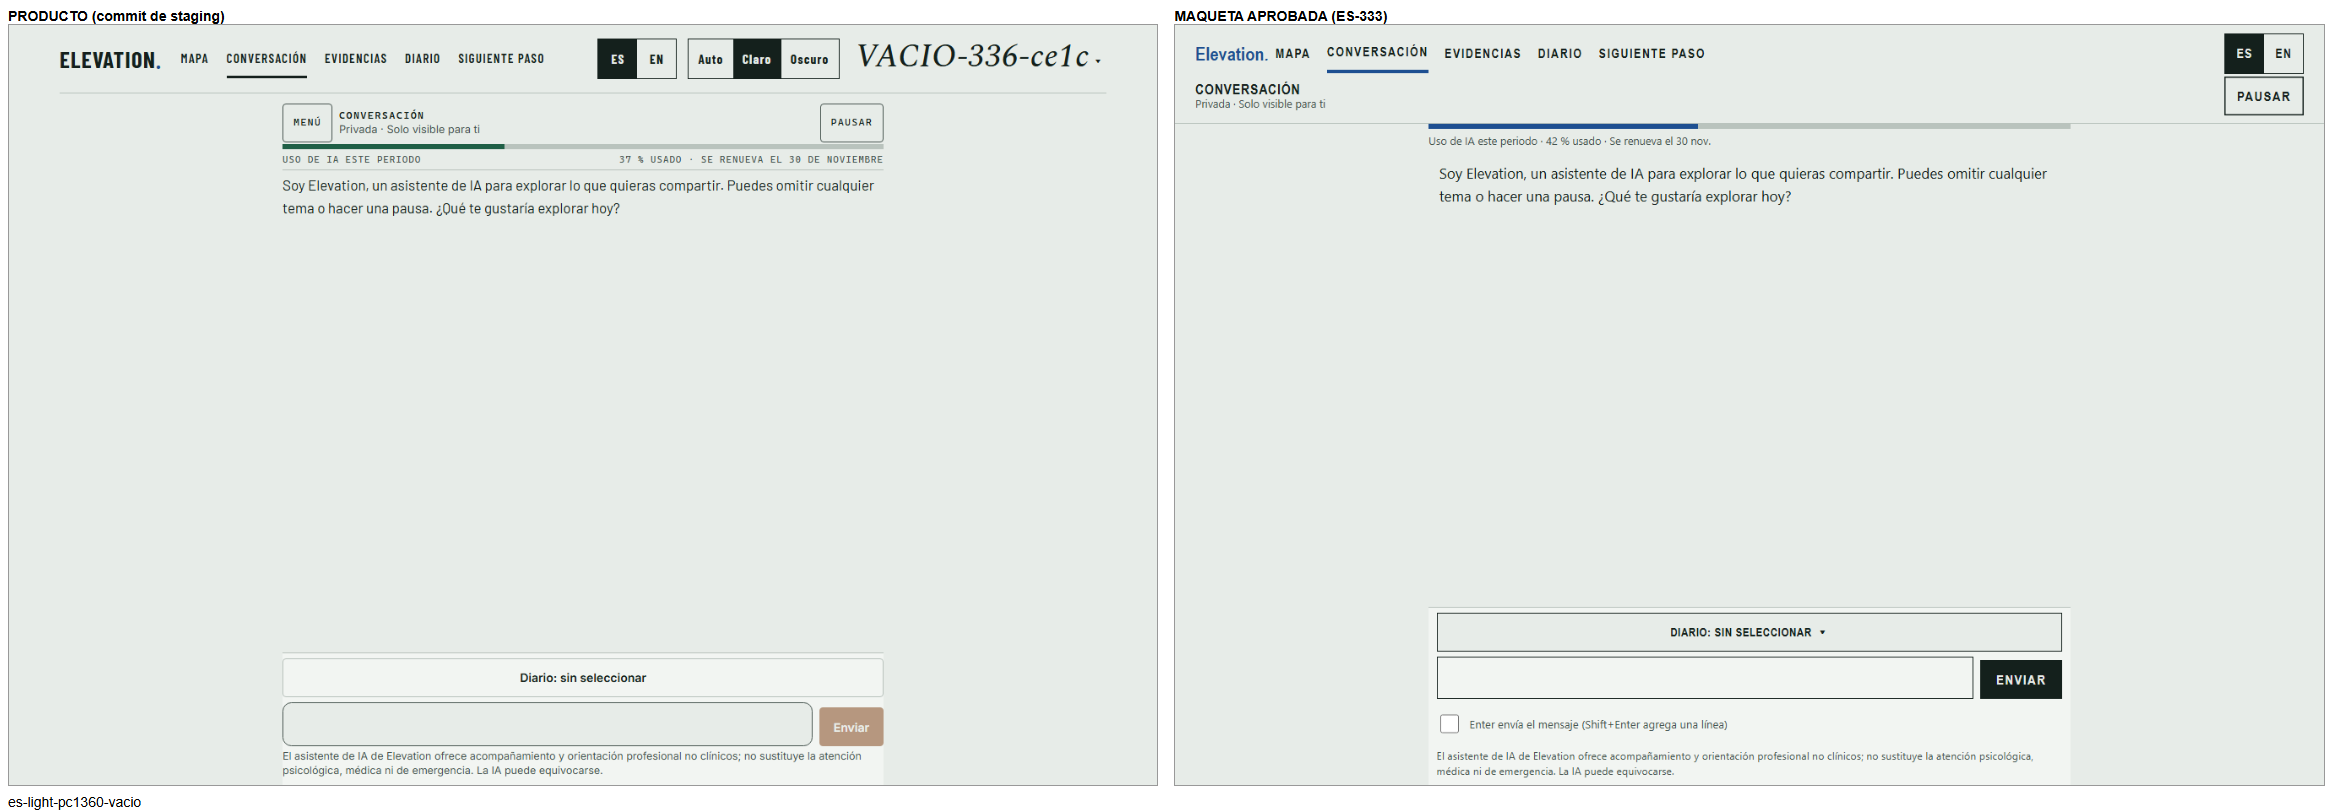 PRODUCTO (commit de staging)
ELEVATION. MAPA CONVERSACIÓN EVIDENCIAS DIARIO SIGUIENTE PASO ES EN Auto Claro Oscuro VACIO-336-ce1c
MENÚ
CONVERSACIÓN
Privada · Solo visible para ti
PAUSAR
USO DE IA ESTE PERIODO 37 % USADO · SE RENUEVA EL 30 DE NOVIEMBRE
Soy Elevation, un asistente de IA para explorar lo que quieras compartir. Puedes omitir cualquier
tema o hacer una pausa. ¿Qué te gustaría explorar hoy?
Diario: sin seleccionar
Enviar
El asistente de IA de Elevation ofrece acompañamiento y orientación profesional no clínicos; no sustituye la atención
psicológica, médica ni de emergencia. La IA puede equivocarse.
es-light-pc1360-vacio
MAQUETA APROBADA (ES-333)
Elevation. MAPA CONVERSACIÓN EVIDENCIAS DIARIO SIGUIENTE PASO ES EN
CONVERSACIÓN
Privada · Solo visible para ti
PAUSAR
Uso de IA este periodo · 42 % usado · Se renueva el 30 nov.
Soy Elevation, un asistente de IA para explorar lo que quieras compartir. Puedes omitir cualquier
tema o hacer una pausa. ¿Qué te gustaría explorar hoy?
DIARIO: SIN SELECCIONAR
ENVIAR
Enter envía el mensaje (Shift+Enter agrega una línea)
El asistente de IA de Elevation ofrece acompañamiento y orientación profesional no clínicos; no sustituye la atención psicológica,
médica ni de emergencia. La IA puede equivocarse.